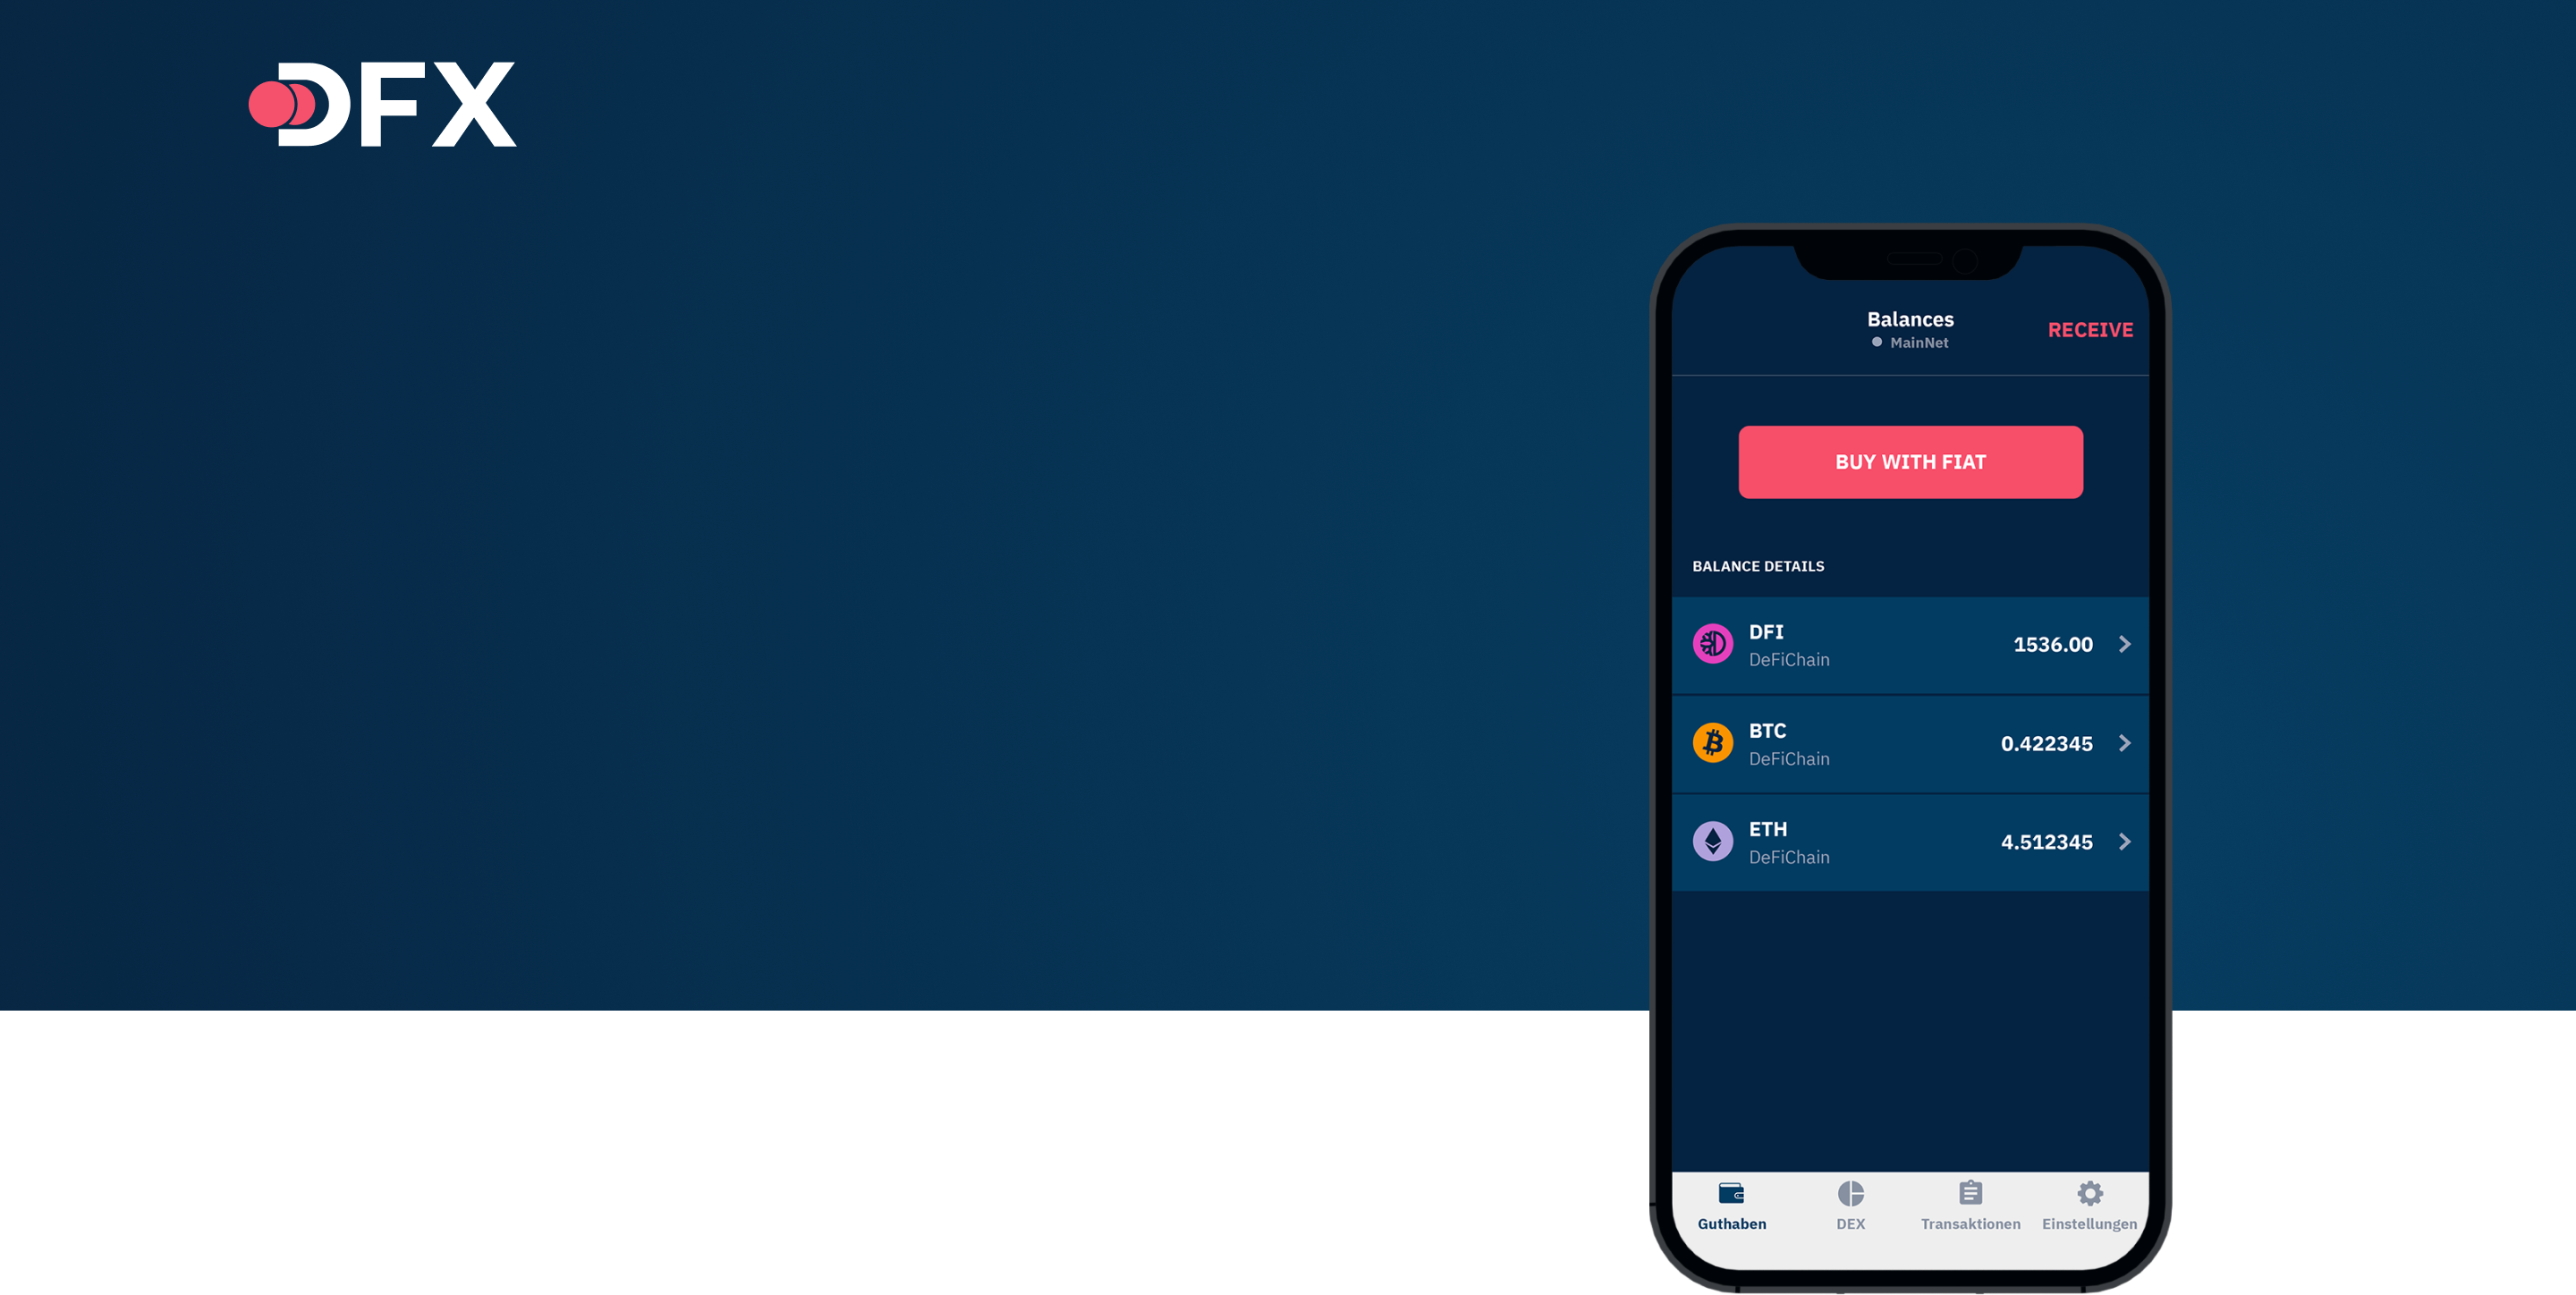 DFX
Balances
MainNet
RECEIVE
BUY WITH FIAT
BALANCE DETAILS
DFI
DeFiChain
1536.00
BTC
DeFiChain
0.422345
ETH
DeFiChain
4.512345
Guthaben
DEX
Transaktionen
Einstellungen